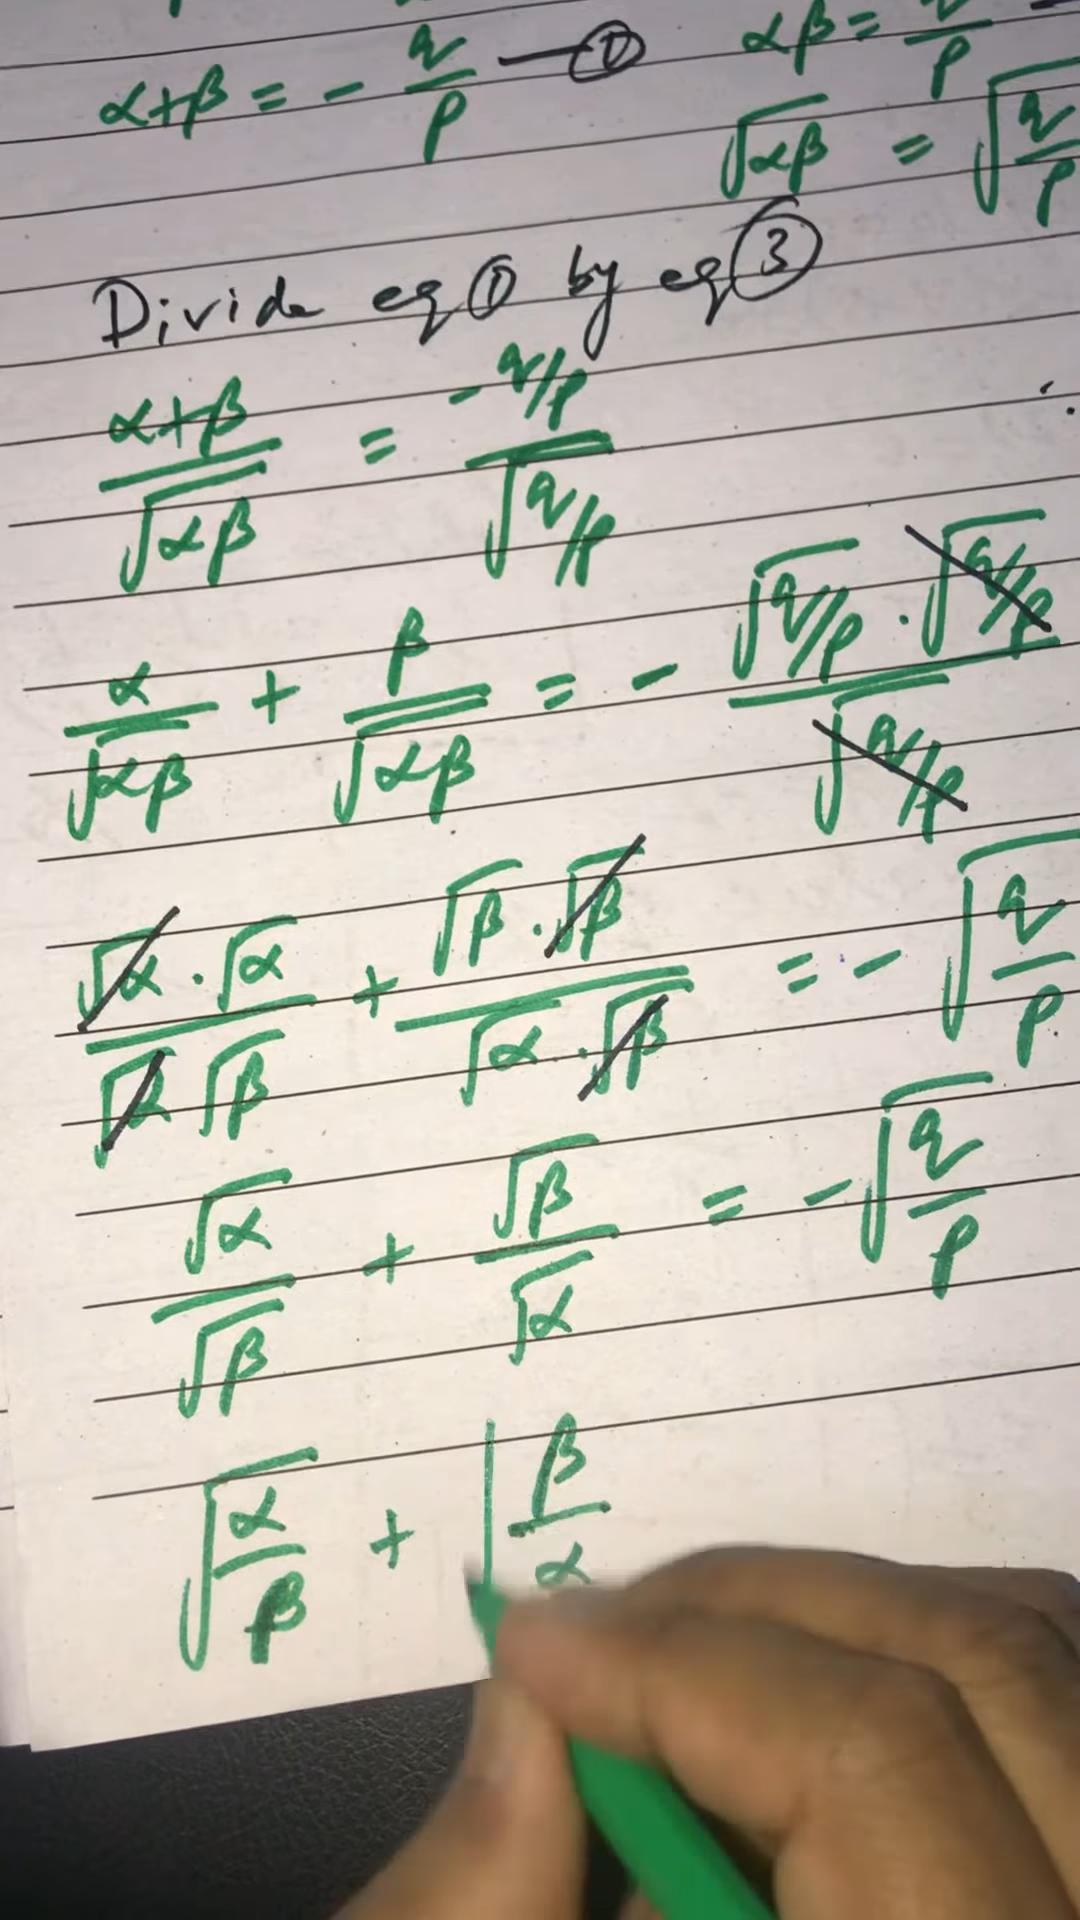 α+β = - q/p — ① αβ = q/p
√αβ = √q/p
Divide eq ① by eq ③
α+β/√αβ = -q/p/√q/p
α/√αβ + β/√αβ = - √q/p . √q/p/√q/p
√α . √α/√α √β + √β . √β/√α . √β = - √q/p
√α/√β + √β/√α = - √q/p
√α/β + β/α